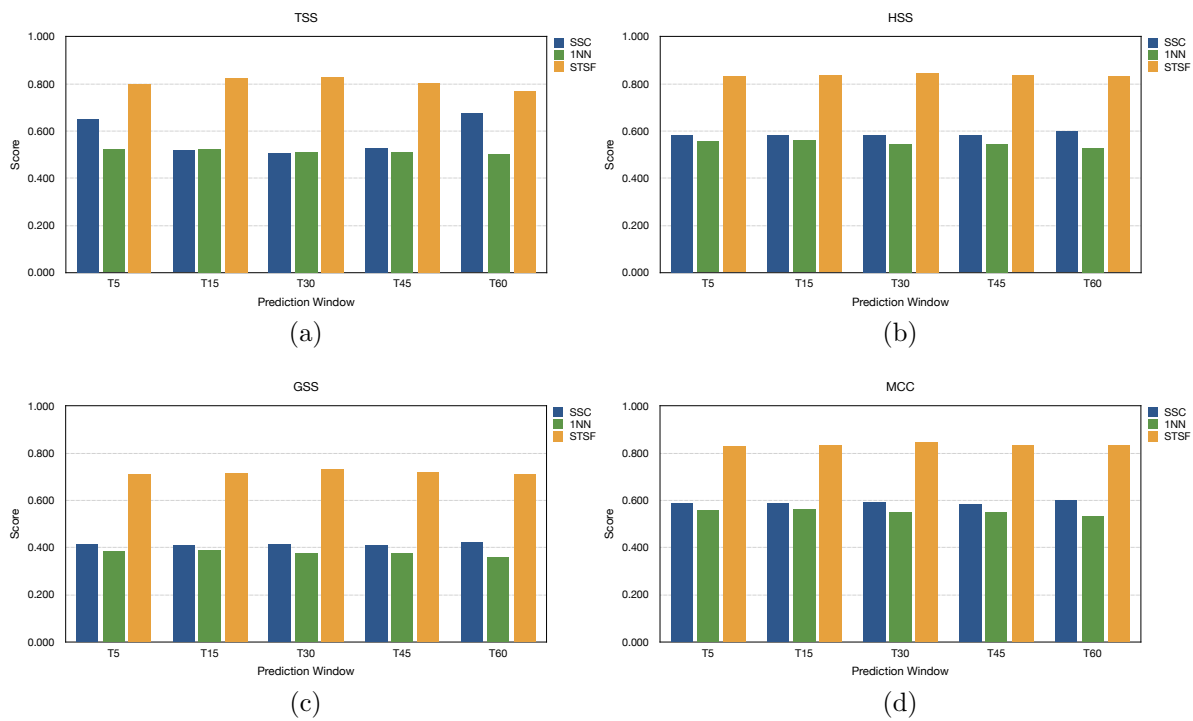 TSS
1.000
0.800
0.600
0.400
0.200
0.000
Score
T5 T15 T30 T45 T60
Prediction Window
SSC
1NN
STSF
(a)
HSS
1.000
0.800
0.600
0.400
0.200
0.000
Score
T5 T15 T30 T45 T60
Prediction Window
SSC
1NN
STSF
(b)
GSS
1.000
0.800
0.600
0.400
0.200
0.000
Score
T5 T15 T30 T45 T60
Prediction Window
SSC
1NN
STSF
(c)
MCC
1.000
0.800
0.600
0.400
0.200
0.000
Score
T5 T15 T30 T45 T60
Prediction Window
SSC
1NN
STSF
(d)